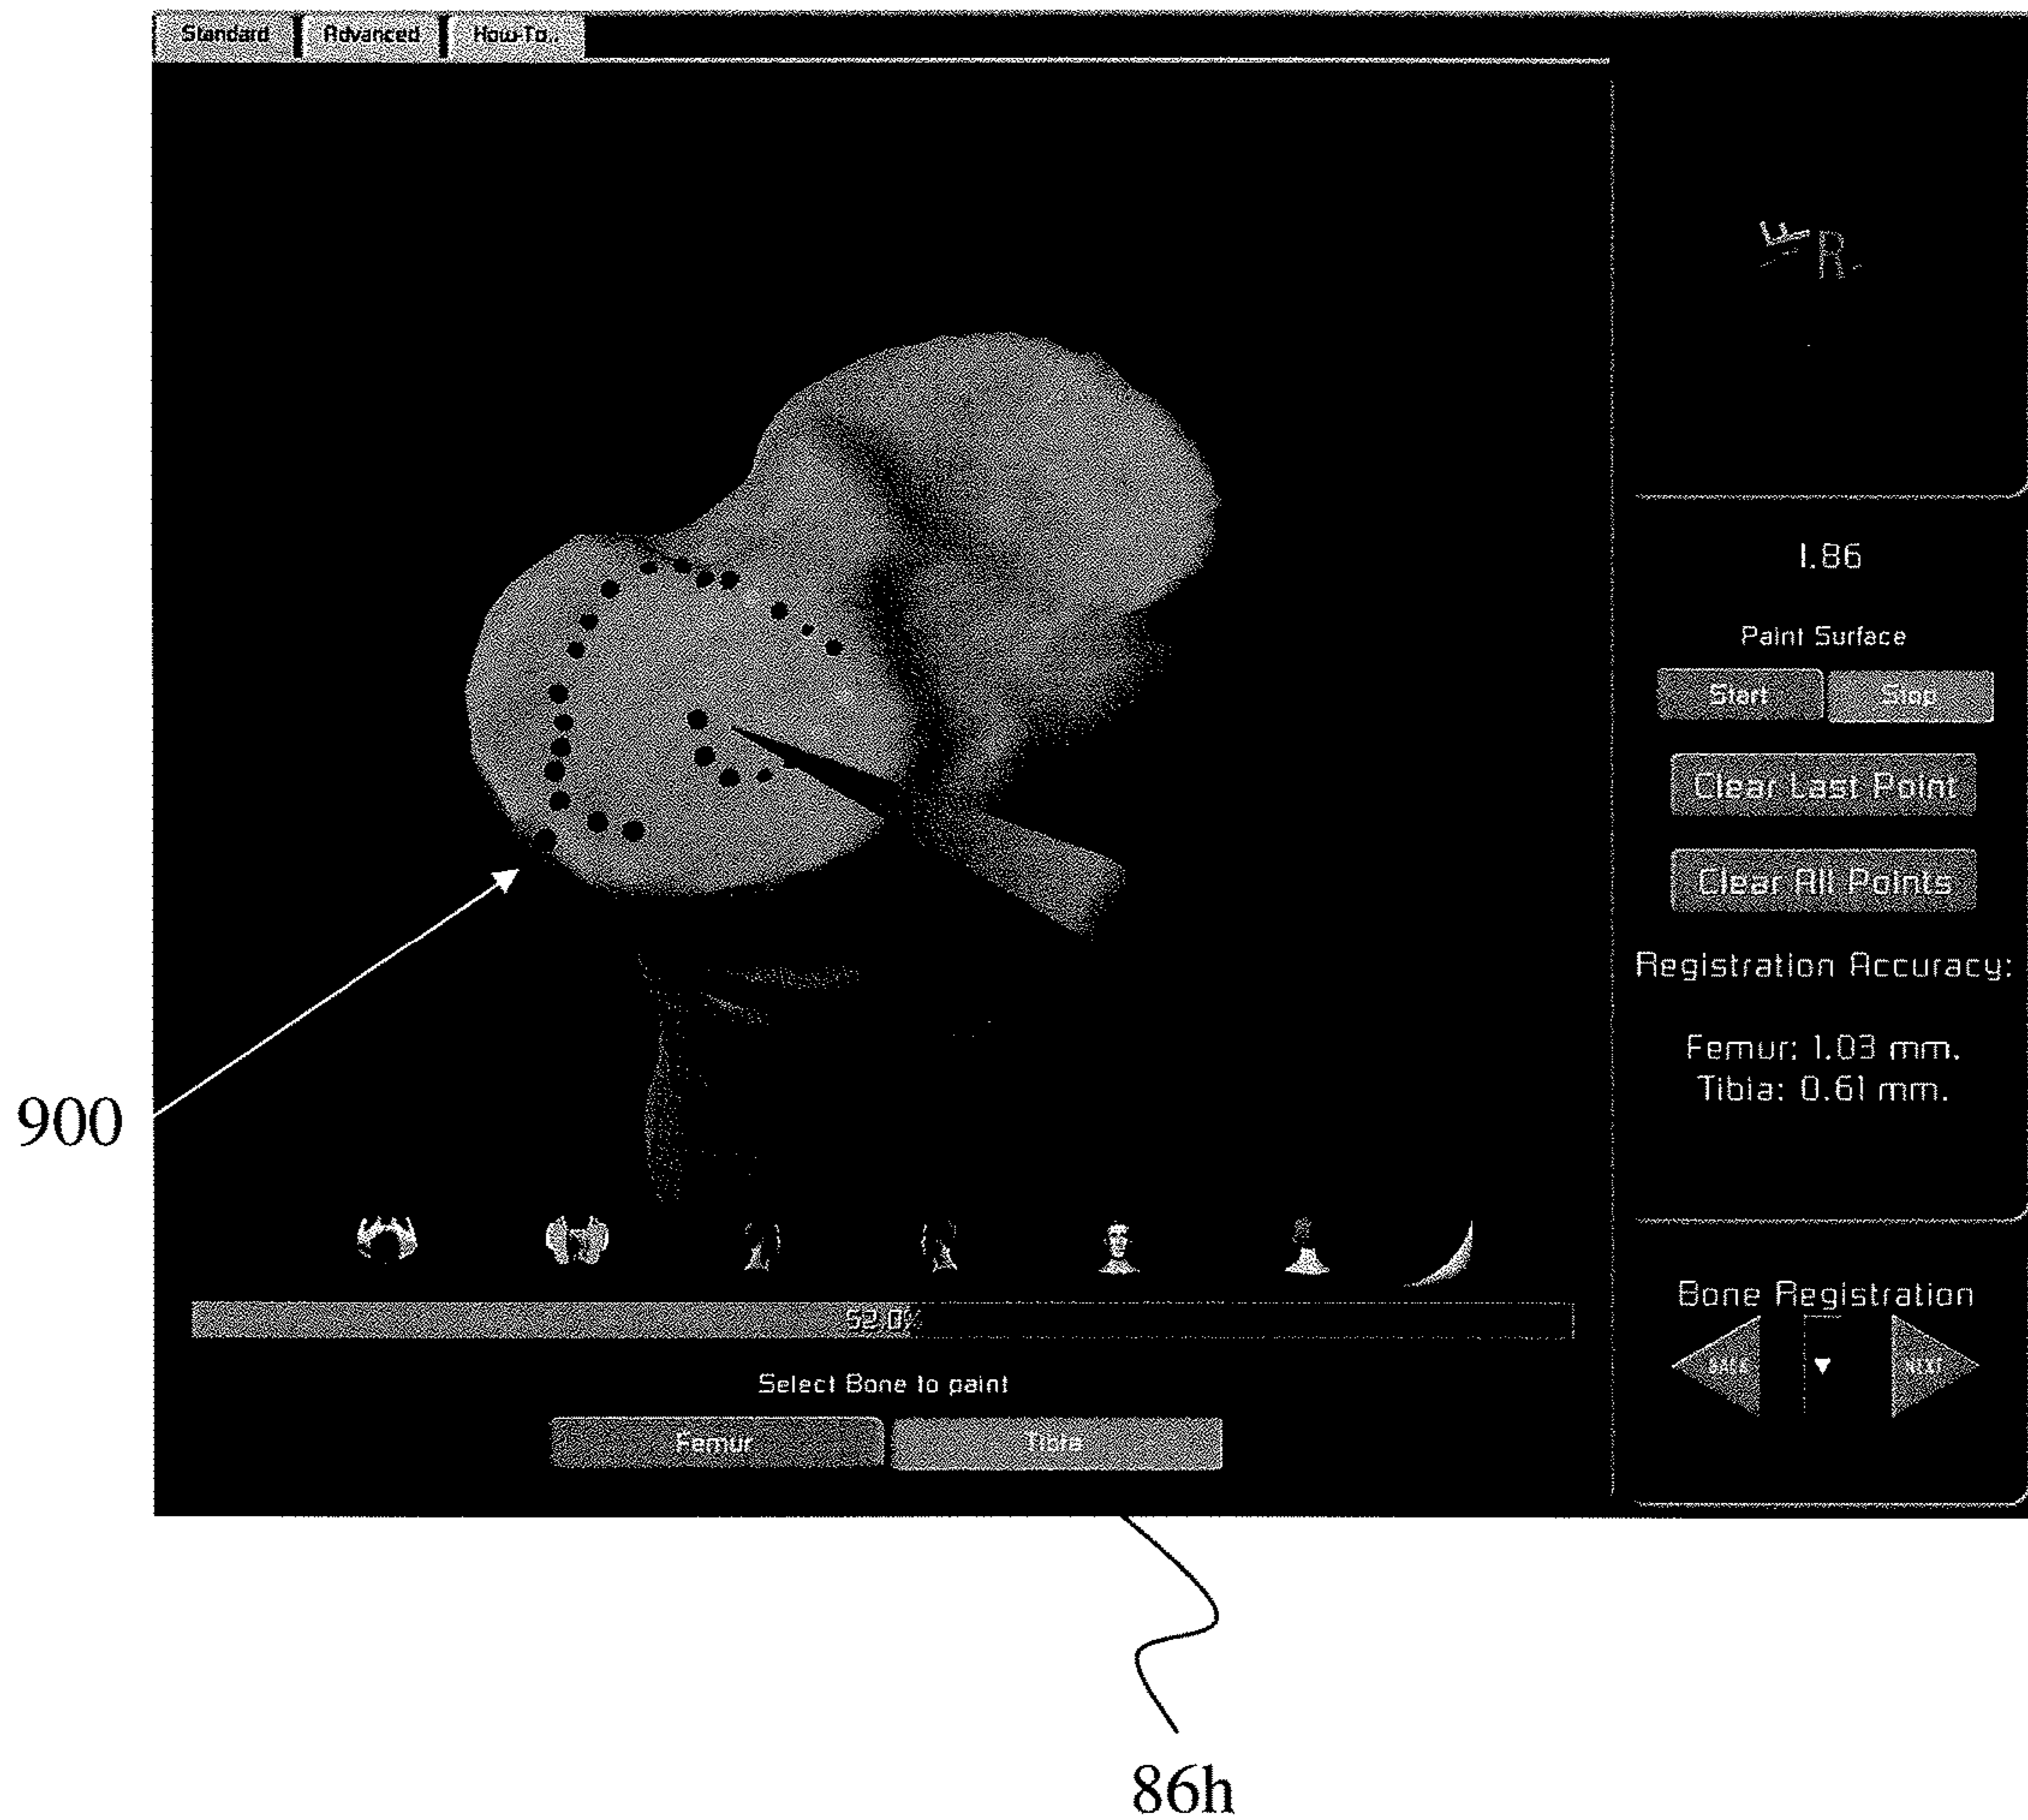 Standard Advanced How-To..
F
R
1.86
Paint Surface
Start Stop
Clear Last Point
Clear All Points
Registration Accuracy:
Femur: 1.03 mm.
Tibia: 0.61 mm.
900
52.0%
Bone Registration
BACK NEXT
Select Bone to paint
Femur Tibia
86h